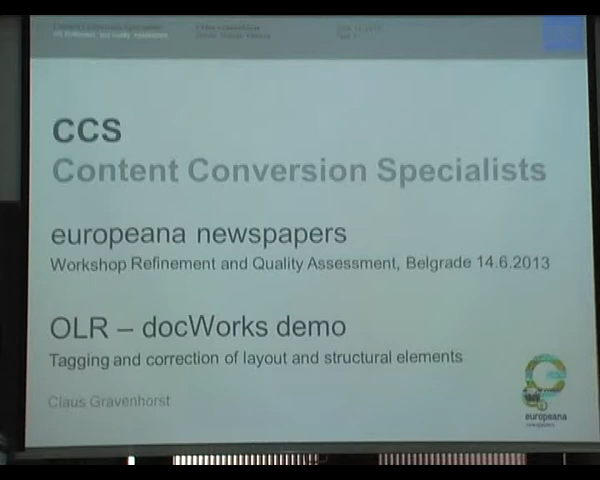 CCS
Content Conversion Specialists
europeana newspapers
Workshop Refinement and Quality Assessment, Belgrade 14.6.2013
OLR – docWorks demo
Tagging and correction of layout and structural elements
Claus Gravenhorst
europeana